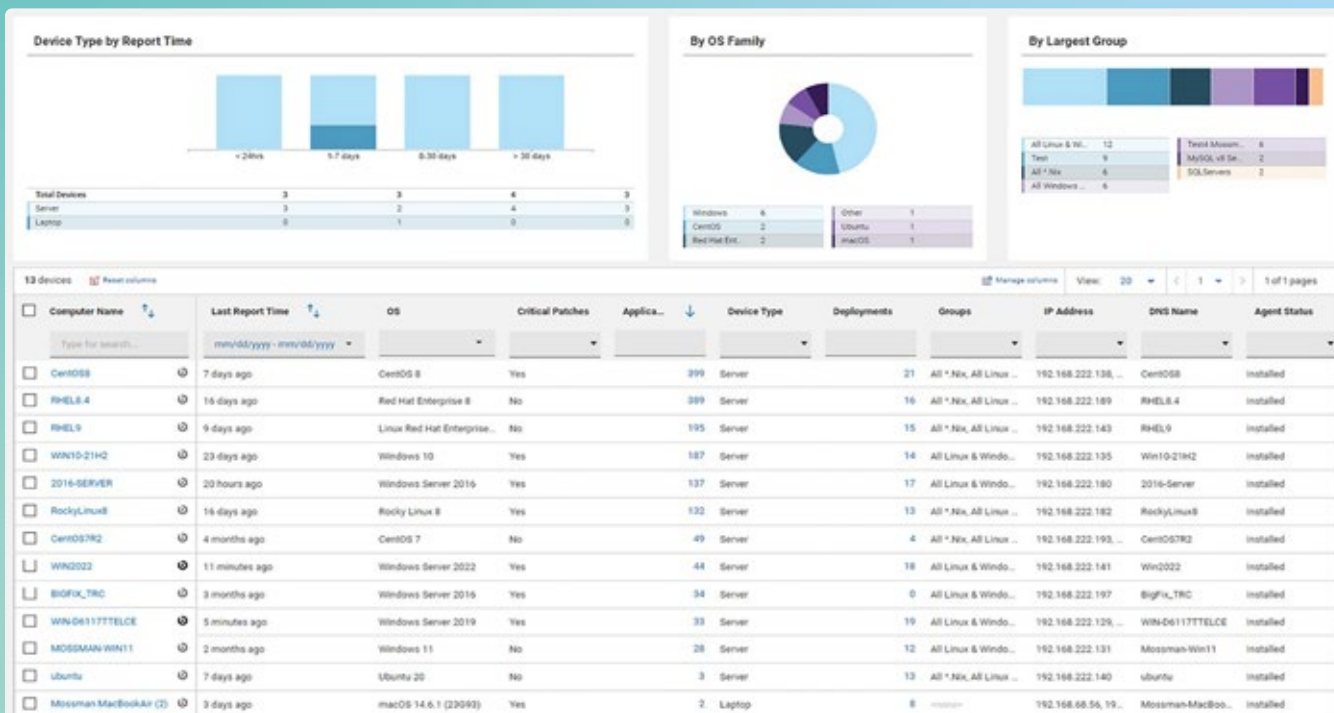 Device Type by Report Time
< 24hrs 1-7 days 8-30 days > 30 days
Total Devices 3 3 4 3
Server 3 2 4 3
Laptop 0 1 0 0
By OS Family
Windows 6 Other 1
CentOS 2 Ubuntu 1
Red Hat Ent... 2 macOS 1
By Largest Group
All Linux & Wi... 12 Test4 Mossm... 6
Test 9 MySQL v8 Se... 2
All *.Nix 6 SQLServers 2
All Windows ... 6
13 devices Reset columns Manage columns View: 20 < 1 > 1 of 1 pages
Computer Name Last Report Time OS Critical Patches Applica... Device Type Deployments Groups IP Address DNS Name Agent Status
Type for search... mm/dd/yyyy - mm/dd/yyyy
CentOS8 7 days ago CentOS 8 Yes 399 Server 21 All *.Nix, All Linux ... 192.168.222.138, ... CentOS8 Installed
RHEL8.4 16 days ago Red Hat Enterprise 8 No 389 Server 16 All *.Nix, All Linux ... 192.168.222.189 RHEL8.4 Installed
RHEL9 9 days ago Linux Red Hat Enterprise... No 195 Server 15 All *.Nix, All Linux ... 192.168.222.143 RHEL9 Installed
WIN10-21H2 23 days ago Windows 10 Yes 187 Server 14 All Linux & Windo... 192.168.222.135 Win10-21H2 Installed
2016-SERVER 20 hours ago Windows Server 2016 Yes 137 Server 17 All Linux & Windo... 192.168.222.180 2016-Server Installed
RockyLinux8 16 days ago Rocky Linux 8 Yes 132 Server 13 All *.Nix, All Linux ... 192.168.222.182 RockyLinux8 Installed
CentOS7R2 4 months ago CentOS 7 No 49 Server 4 All *.Nix, All Linux ... 192.168.222.193, ... CentOS7R2 Installed
WIN2022 11 minutes ago Windows Server 2022 Yes 44 Server 18 All Linux & Windo... 192.168.222.141 Win2022 Installed
BIGFIX_TRC 3 months ago Windows Server 2016 Yes 34 Server 0 All Linux & Windo... 192.168.222.197 BigFix_TRC Installed
WIN-D6117TTELCE 5 minutes ago Windows Server 2019 Yes 33 Server 19 All Linux & Windo... 192.168.222.129, ... WIN-D6117TTELCE Installed
MOSSMAN-WIN11 2 months ago Windows 11 No 28 Server 12 All Linux & Windo... 192.168.222.131 Mossman-Win11 Installed
ubuntu 7 days ago Ubuntu 20 No 3 Server 13 All *.Nix, All Linux ... 192.168.222.140 ubuntu Installed
Mossman MacBookAir (2) 3 days ago macOS 14.6.1 (23G93) Yes 2 Laptop 8 192.168.68.56, 19... Mossman-MacBoo... Installed